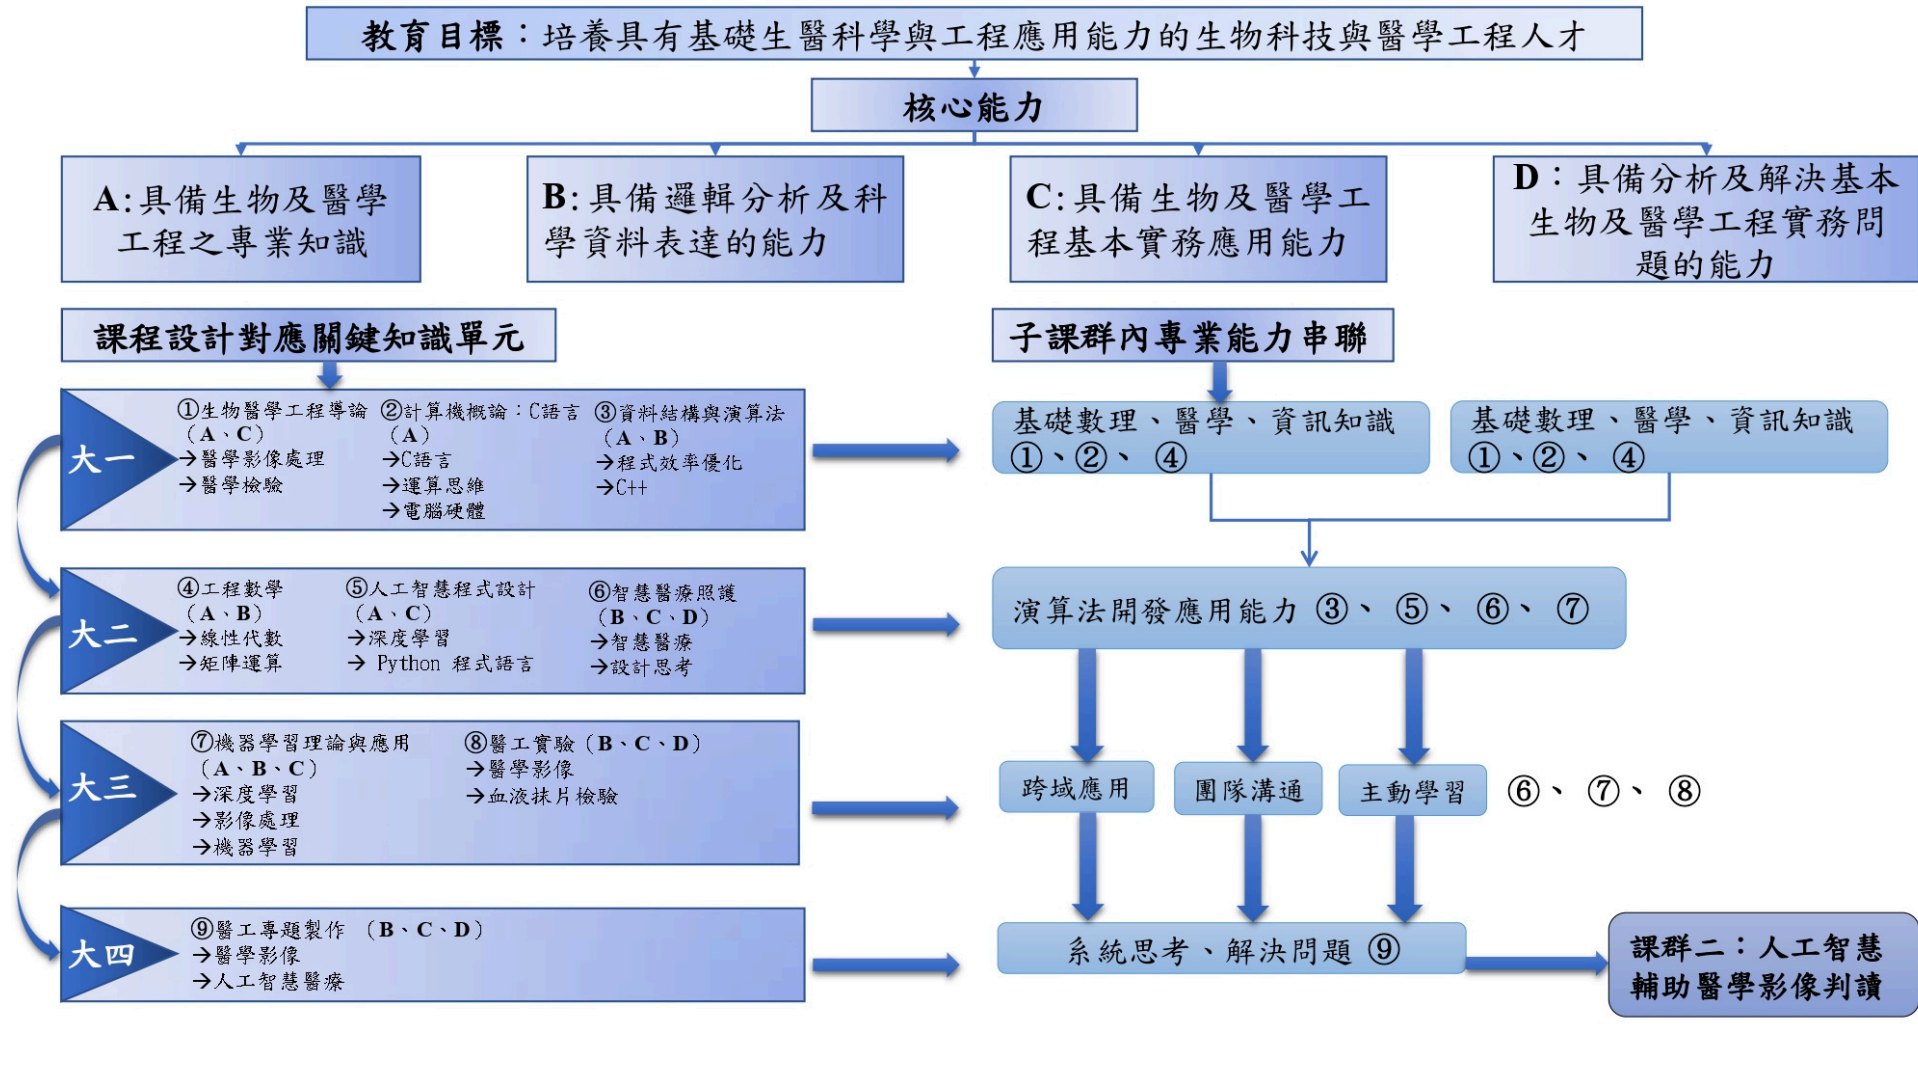 教育目標：培養具有基礎生醫科學與工程應用能力的生物科技與醫學工程人才
核心能力
A:具備生物及醫學
工程之專業知識
B:具備邏輯分析及科
學資料表達的能力
C:具備生物及醫學工
程基本實務應用能力
D：具備分析及解決基本
生物及醫學工程實務問
題的能力
課程設計對應關鍵知識單元
子課群內專業能力串聯
大一
①生物醫學工程導論
（A、C）
→醫學影像處理
→醫學檢驗
②計算機概論：C語言
（A）
→C語言
→運算思維
→電腦硬體
③資料結構與演算法
（A、B）
→程式效率優化
→C++
基礎數理、醫學、資訊知識
①、②、 ④
基礎數理、醫學、資訊知識
①、②、 ④
大二
④工程數學
（A、B）
→線性代數
→矩陣運算
⑤人工智慧程式設計
（A、C）
→深度學習
→ Python 程式語言
⑥智慧醫療照護
（B、C、D）
→智慧醫療
→設計思考
演算法開發應用能力 ③、 ⑤、 ⑥、 ⑦
大三
⑦機器學習理論與應用
（A、B、C）
→深度學習
→影像處理
→機器學習
⑧醫工實驗（B、C、D）
→醫學影像
→血液抹片檢驗
跨域應用
團隊溝通
主動學習
⑥、 ⑦、 ⑧
大四
⑨醫工專題製作 （B、C、D）
→醫學影像
→人工智慧醫療
系統思考、解決問題 ⑨
課群二：人工智慧
輔助醫學影像判讀